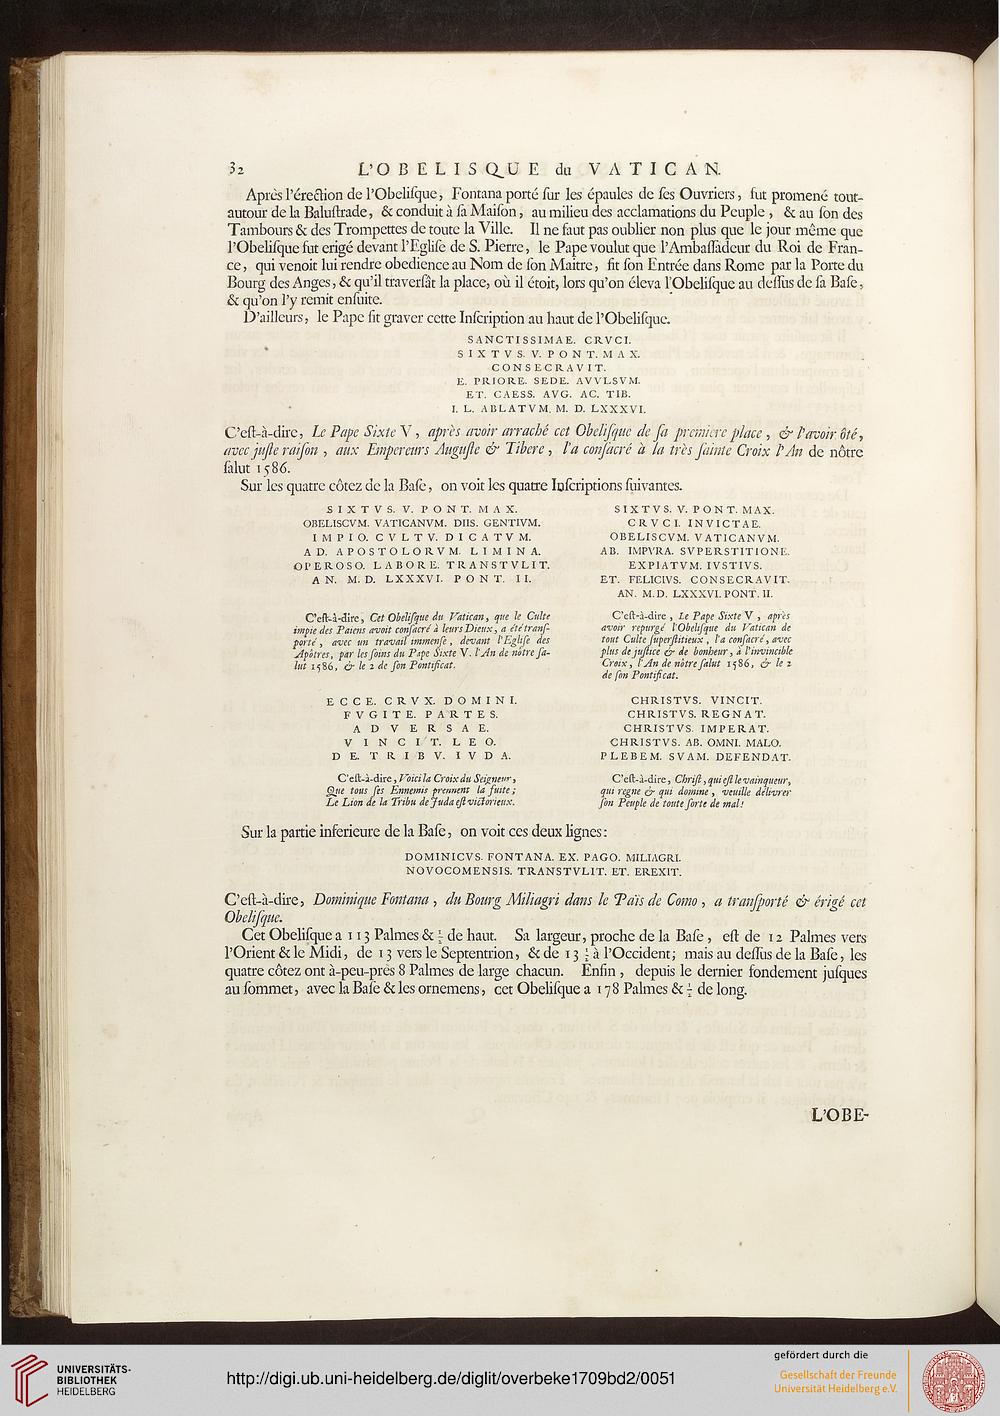 32 L'OBELISQUE du VATICAN.
Après l'érection de l'Obelisque, Fontana porté sur les épaules de ses Ouvriers, fut promené tout-
autour de la Balustrade, & conduit à sa Maison, au milieu des acclamations du Peuple, & au son des
Tambours & des Trompettes de toute la Ville. Il ne faut pas oublier non plus que le jour même que
l'Obelisque fut erigé devant l'Eglise de S. Pierre, le Pape voulut que l'Ambassadeur du Roi de Fran-
ce, qui venoit lui rendre obedience au Nom de son Maitre, fit son Entrée dans Rome par la Porte du
Bourg des Anges, & qu'il traversât la place, où il étoit, lors qu'on éleva l'Obelisque au dessus de sa Base,
& qu'on l'y remit ensuite.
D'ailleurs, le Pape fit graver cette Inscription au haut de l'Obelisque.
SANCTISSIMAE. CRVCI.
SIXTVS. V. PONT. MAX.
CONSECRAVIT.
E. PRIORE. SEDE. AVVLSVM.
ET. CAESS. AVG. AC. TIB.
I. L. ABLATVM. M. D. LXXXVI.
C'est-à-dire, Le Pape Sixte V, après avoir arraché cet Obelisque de sa premiere place, & l'avoir ôté,
avec juste raison, aux Empereurs Auguste & Tibere, l'a consacré à la très sainte Croix l'An de nôtre
salut 1586.
Sur les quatre côtez de la Base, on voit les quatre Inscriptions suivantes.
SIXTVS. V. PONT. MAX.
OBELISCVM. VATICANVM. DIIS. GENTIVM.
IMPIO. CVLTV. DICATVM.
AD. APOSTOLORVM. LIMINA.
OPEROSO. LABORE. TRANSTVLIT.
AN. M.D. LXXXVI. PONT. II.
C'est-à-dire, Cet Obelisque du Vatican, que le Culte
impie des Païens avoit consacré à leurs Dieux, a été trans-
porté, avec un travail immense, devant l'Eglise des
Apôtres, par les soins du Pape Sixte V. l'An de nôtre sa-
lut 1586, & le 2 de son Pontificat.
SIXTVS. V. PONT. MAX.
CRVCI. INVICTAE.
OBELISCVM. VATICANVM.
AB. IMPVRA. SVPERSTITIONE.
EXPIATVM. IVSTIVS.
ET. FELICIVS. CONSECRAVIT.
AN. M.D. LXXXVI. PONT. II.
C'est-à-dire, Le Pape Sixte V, après
avoir repurgé l'Obelisque du Vatican de
tout Culte superstitieux, l'a consacré, avec
plus de justice & de bonheur, à l'invincible
Croix, l'An de nôtre salut 1586, & le 2
de son Pontificat.
ECCE. CRVX. DOMINI.
FVGITE. PARTES.
ADVERSAE.
VINCIT. LEO.
DE. TRIBV. IVDA.
C'est-à-dire, Voici la Croix du Seigneur,
Que tous ses Ennemis prennent la fuite;
Le Lion de la Tribu de Juda est victorieux.
CHRISTVS. VINCIT.
CHRISTVS. REGNAT.
CHRISTVS. IMPERAT.
CHRISTVS. AB. OMNI. MALO.
PLEBEM. SVAM. DEFENDAT.
C'est-à-dire, Christ, qui est le vainqueur,
qui regne & qui domine, veuille délivrer
son Peuple de toute sorte de mal!
Sur la partie inferieure de la Base, on voit ces deux lignes:
DOMINICVS. FONTANA. EX. PAGO. MILIAGRI.
NOVOCOMENSIS. TRANSTVLIT. ET. EREXIT.
C'est-à-dire, Dominique Fontana, du Bourg Miliagri dans le Païs de Como, a transporté & érigé cet
Obelisque.
Cet Obelisque a 113 Palmes & ½ de haut. Sa largeur, proche de la Base, est de 12 Palmes vers
l'Orient & le Midi, de 13 vers le Septentrion, & de 13 ½ à l'Occident; mais au dessus de la Base, les
quatre côtez ont à-peu-près 8 Palmes de large chacun. Enfin, depuis le dernier fondement jusques
au sommet, avec la Base & les ornemens, cet Obelisque a 178 Palmes & ½ de long.
L'OBE-
UNIVERSITÄTS-
BIBLIOTHEK
HEIDELBERG
http://digi.ub.uni-heidelberg.de/diglit/overbeke1709bd2/0051
gefördert durch die
Gesellschaft der Freunde
Universität Heidelberg e.V.